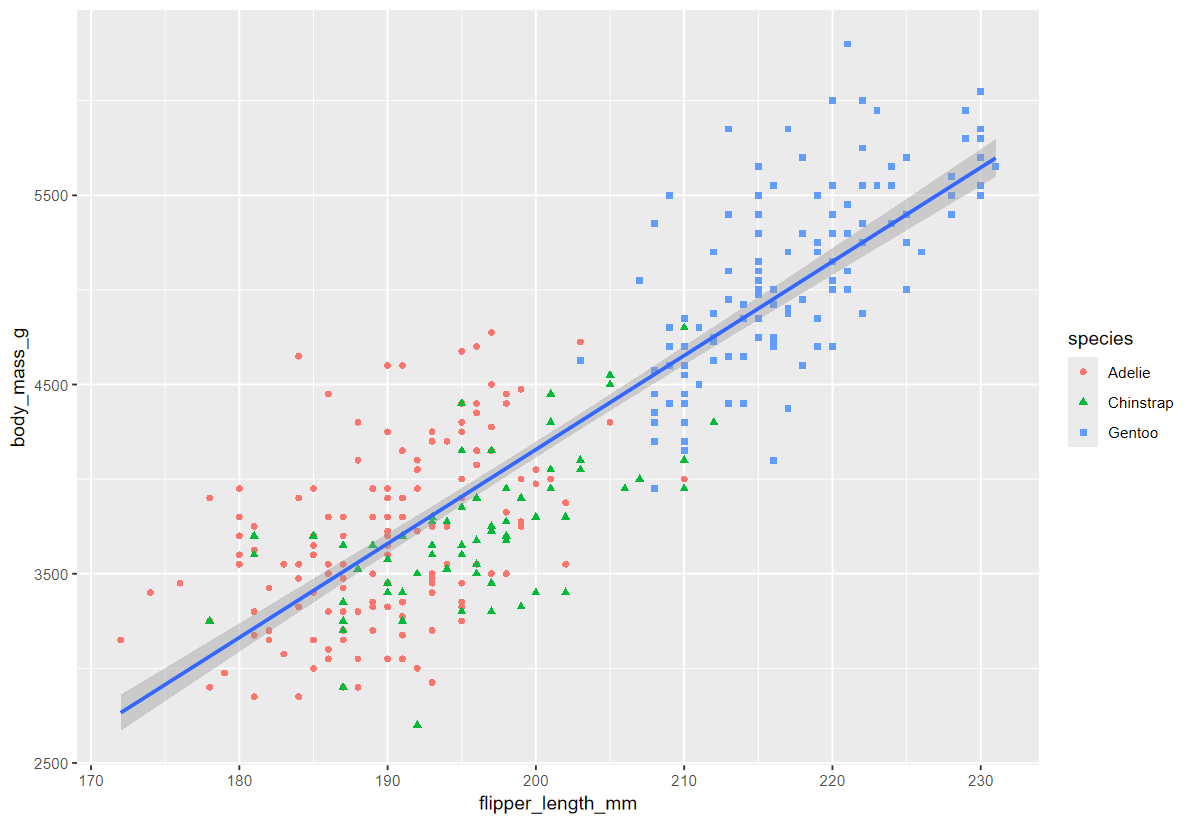 body_mass_g
5500
4500
3500
2500
170 180 190 200 210 220 230
flipper_length_mm
species
Adelie
Chinstrap
Gentoo